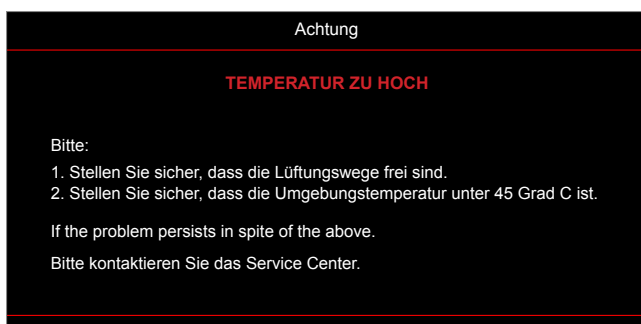 Achtung
TEMPERATUR ZU HOCH
Bitte:
1. Stellen Sie sicher, dass die Lüftungswege frei sind.
2. Stellen Sie sicher, dass die Umgebungstemperatur unter 45 Grad C ist.
If the problem persists in spite of the above.
Bitte kontaktieren Sie das Service Center.